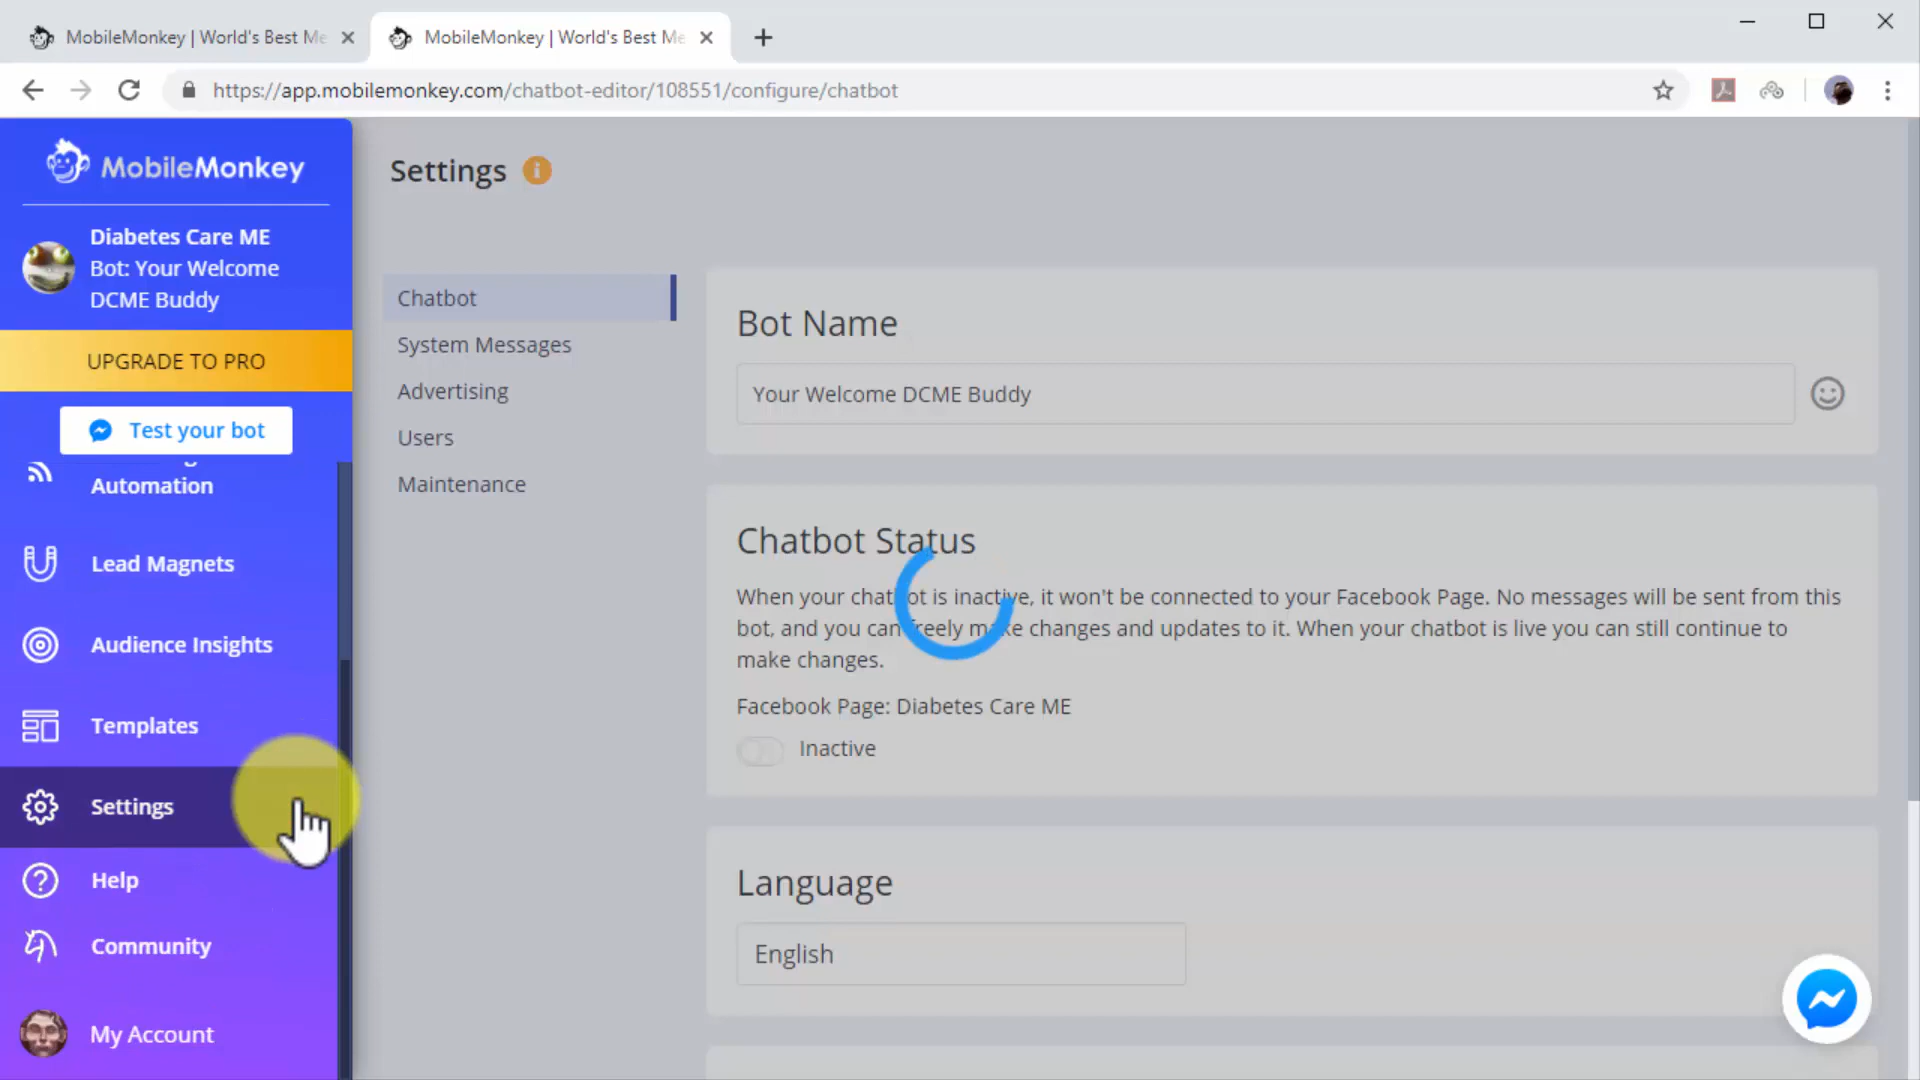 MobileMonkey | World's Best Me
MobileMonkey | World's Best Me
https://app.mobilemonkey.com/chatbot-editor/108551/configure/chatbot
MobileMonkey
Diabetes Care ME
Bot: Your Welcome
DCME Buddy
UPGRADE TO PRO
Test your bot
Automation
Lead Magnets
Audience Insights
Templates
Settings
Help
Community
My Account
Settings
Chatbot
System Messages
Advertising
Users
Maintenance
Bot Name
Your Welcome DCME Buddy
Chatbot Status
When your chatbot is inactive, it won't be connected to your Facebook Page. No messages will be sent from this
bot, and you can freely make changes and updates to it. When your chatbot is live you can still continue to
make changes.
Facebook Page: Diabetes Care ME
Inactive
Language
English